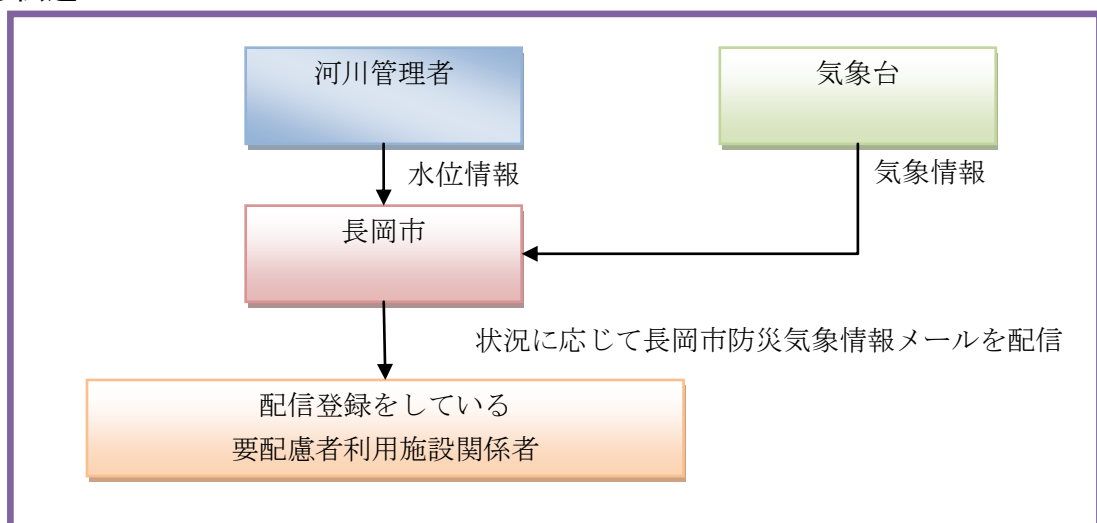 河川管理者
気象台
水位情報
気象情報
長岡市
状況に応じて長岡市防災気象情報メールを配信
配信登録をしている
要配慮者利用施設関係者